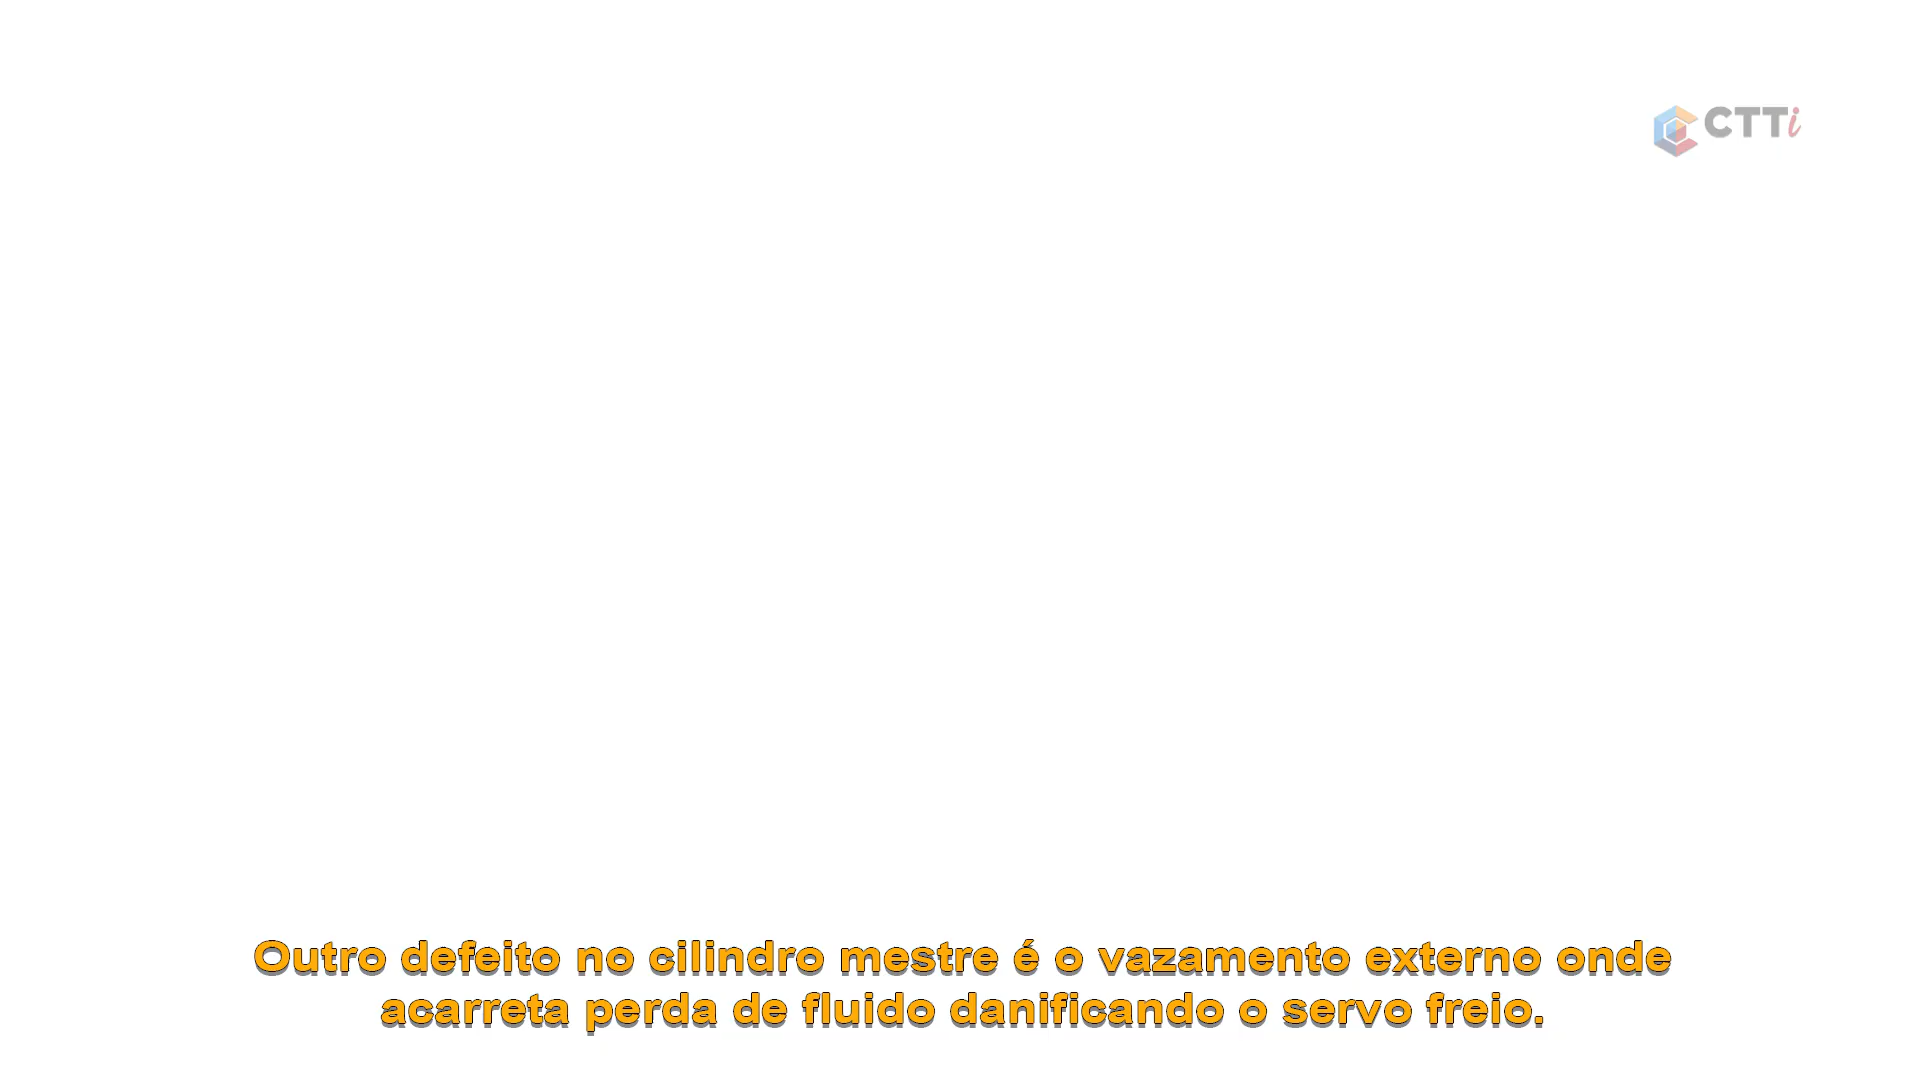 CTTi
Outro defeito no cilindro mestre é o vazamento externo onde
acarreta perda de fluido danificando o servo freio.